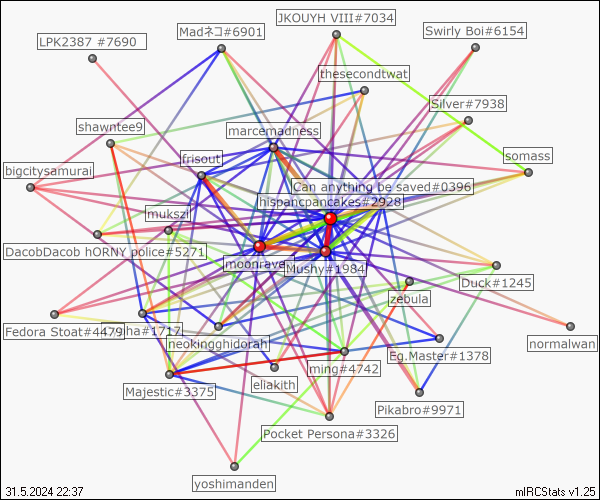 JKOUYH VIII#7034
Madネコ#6901
Swirly Boi#6154
LPK2387 #7690
thesecondtwat
Silver#7938
shawntee9
marcemadness
somass
frisout
bigcitysamurai
Can anything be saved#0396
hispancpancakes#2928
mukszil
DacobDacob hORNY police#5271
moonrave
Mushy#1984
Duck#1245
zebula
Fedora Stoat#4479
ha#1717
neokingghidorah
normalwan
Eg.Master#1378
ming#4742
eliakith
Majestic#3375
Pikabro#9971
Pocket Persona#3326
yoshimanden
31.5.2024 22:37
mIRCStats v1.25